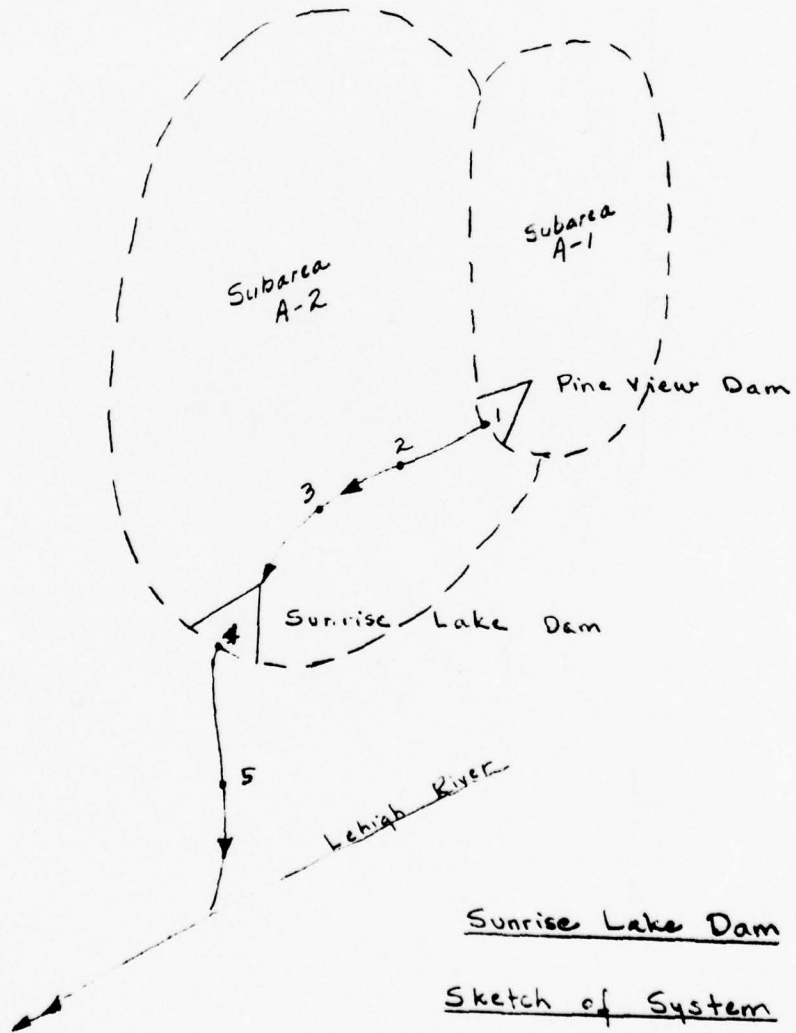 Subarea
A-1
Subarea
A-2
Pine View Dam
1
2
3
Sunrise Lake Dam
4
5
Lehigh River
Sunrise Lake Dam
Sketch of System